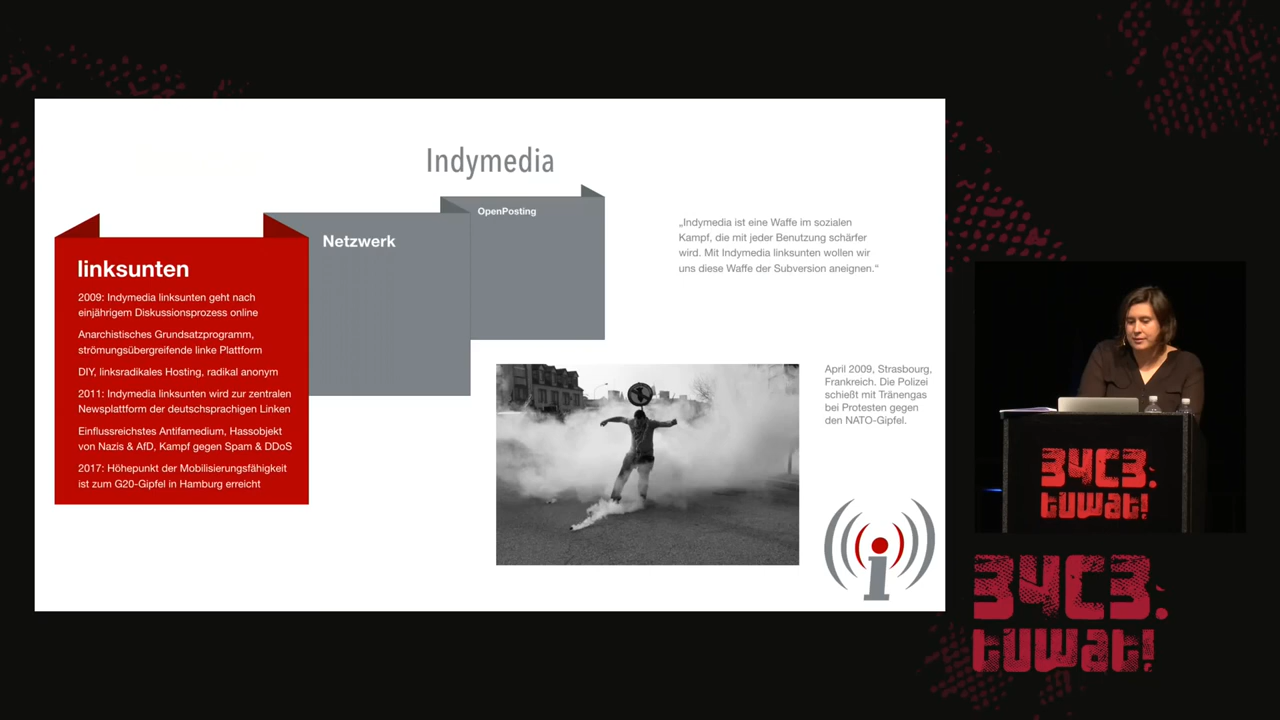 Indymedia
OpenPosting
Netzwerk
linksunten
2009: Indymedia linksunten geht nach
einjährigem Diskussionsprozess online
Anarchistisches Grundsatzprogramm,
strömungsübergreifende linke Plattform
DIY, linksradikales Hosting, radikal anonym
2011: Indymedia linksunten wird zur zentralen
Newsplattform der deutschsprachigen Linken
Einflussreichstes Antifamedium, Hassobjekt
von Nazis & AfD, Kampf gegen Spam & DDoS
2017: Höhepunkt der Mobilisierungsfähigkeit
ist zum G20-Gipfel in Hamburg erreicht
„Indymedia ist eine Waffe im sozialen
Kampf, die mit jeder Benutzung schärfer
wird. Mit Indymedia linksunten wollen wir
uns diese Waffe der Subversion aneignen.“
April 2009, Strasbourg,
Frankreich. Die Polizei
schießt mit Tränengas
bei Protesten gegen
den NATO-Gipfel.
i
34C3.
tuwat!
34C3.
tuwat!